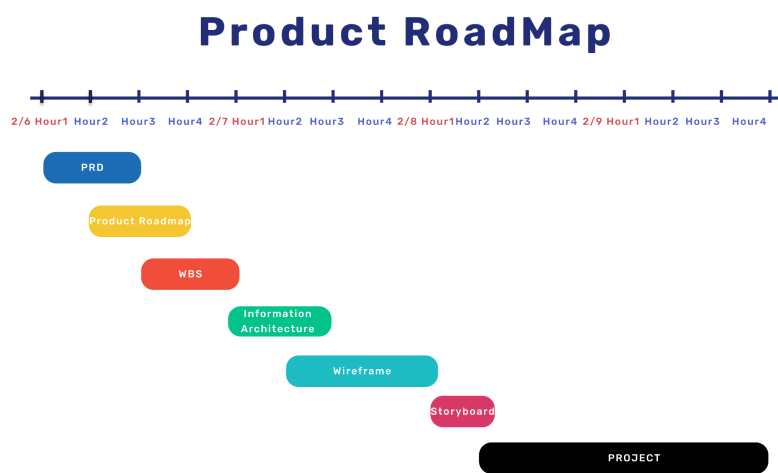 Product RoadMap
2/6 Hour1 Hour2 Hour3 Hour4 2/7 Hour1 Hour2 Hour3 Hour4 2/8 Hour1 Hour2 Hour3 Hour4 2/9 Hour1 Hour2 Hour3 Hour4
PRD
Product Roadmap
WBS
Information
Architecture
Wireframe
Storyboard
PROJECT